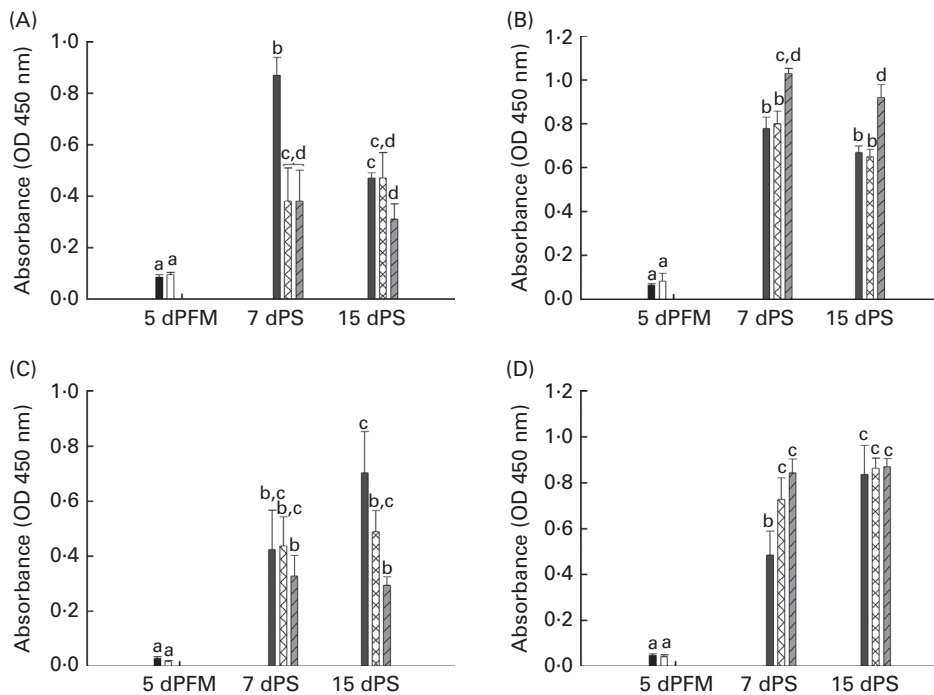 (A)
Absorbance (OD 450 nm)
1·0
0·8
0·6
0·4
0·2
0·0
a a
b
c,d
c
c,d
d
5 dPFM 7 dPS 15 dPS
(B)
Absorbance (OD 450 nm)
1·2
1·0
0·8
0·6
0·4
0·2
0·0
a a
b b c,d
b b d
5 dPFM 7 dPS 15 dPS
(C)
Absorbance (OD 450 nm)
1·0
0·8
0·6
0·4
0·2
0·0
a a
b,c b,c b
c b,c b
5 dPFM 7 dPS 15 dPS
(D)
Absorbance (OD 450 nm)
1·2
1·0
0·8
0·6
0·4
0·2
0·0
a a
b c c
c c c
5 dPFM 7 dPS 15 dPS